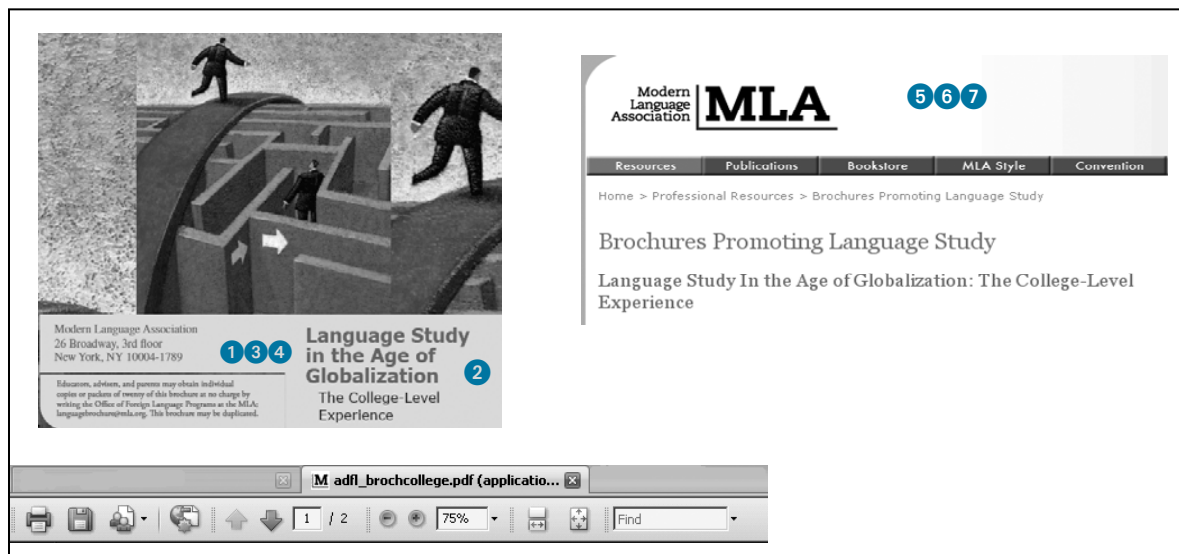 Modern Language Association
26 Broadway, 3rd floor
New York, NY 10004-1789
1 3 4
Educators, advisers, and parents may obtain individual
copies or packets of twenty of this brochure at no charge by
writing the Office of Foreign Language Programs at the MLA:
languagebrochure@mla.org. This brochure may be duplicated.
Language Study
in the Age of
Globalization
2
The College-Level
Experience
Modern
Language
Association
MLA
5 6 7
Resources Publications Bookstore MLA Style Convention
Home > Professional Resources > Brochures Promoting Language Study
Brochures Promoting Language Study
Language Study In the Age of Globalization: The College-Level
Experience
M adfl_brochcollege.pdf (applicatio...
1 / 2 75% Find